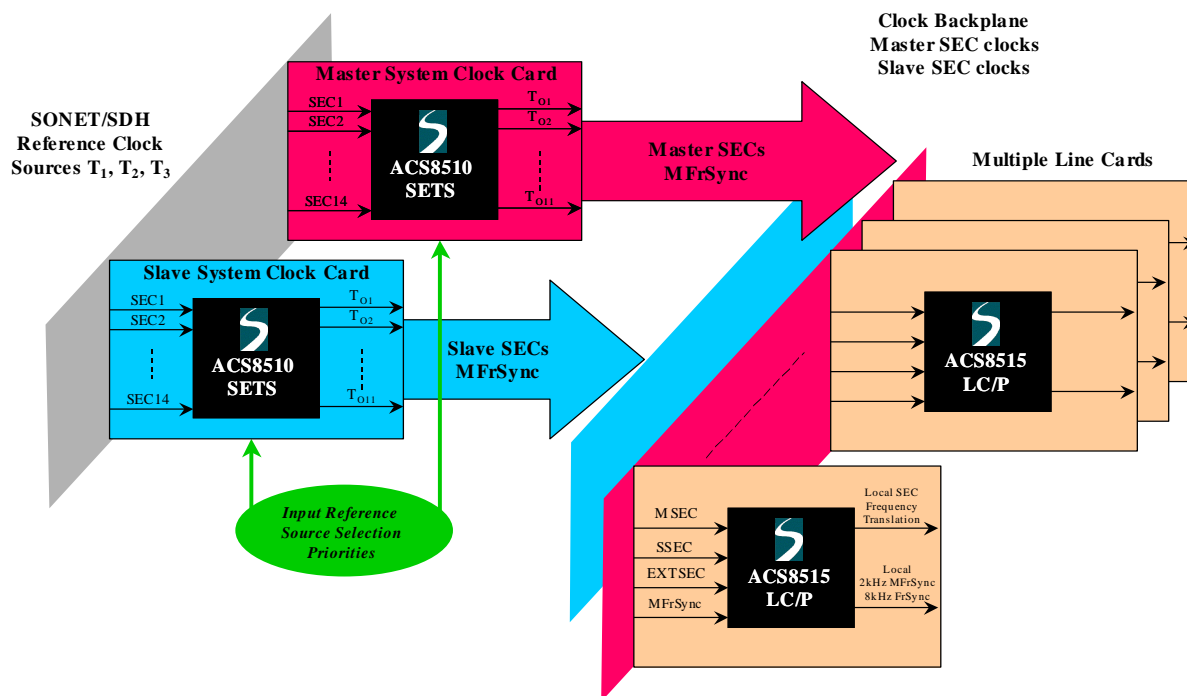 Clock Backplane
Master SEC clocks
Slave SEC clocks
SONET/SDH
Reference Clock
Sources T1, T2, T3
Master System Clock Card
SEC1
SEC2
SEC14
ACS8510
SETS
TO1
TO2
TO11
Master SECs
MFrSync
Multiple Line Cards
Slave System Clock Card
SEC1
SEC2
SEC14
ACS8510
SETS
TO1
TO2
TO11
Slave SECs
MFrSync
ACS8515
LC/P
Input Reference
Source Selection
Priorities
MSEC
SSEC
EXTSEC
MFrSync
ACS8515
LC/P
Local SEC
Frequency
Translation
Local
2kHz MFrSync
8kHz FrSync